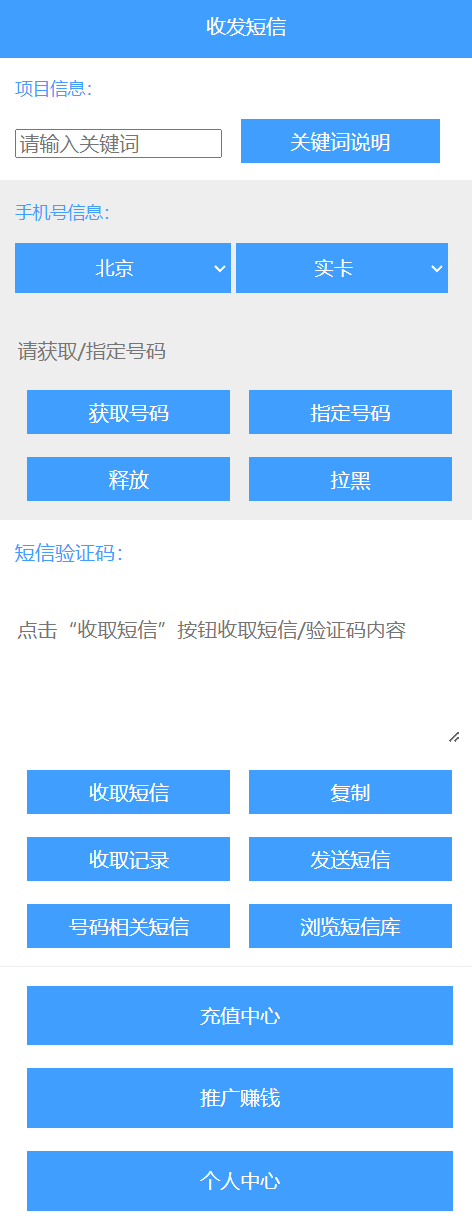 收发短信
项目信息：
请输入关键词 关键词说明
手机号信息：
北京 实卡
请获取/指定号码
获取号码 指定号码
释放 拉黑
短信验证码：
点击“收取短信”按钮收取短信/验证码内容
收取短信 复制
收取记录 发送短信
号码相关短信 浏览短信库
充值中心
推广赚钱
个人中心